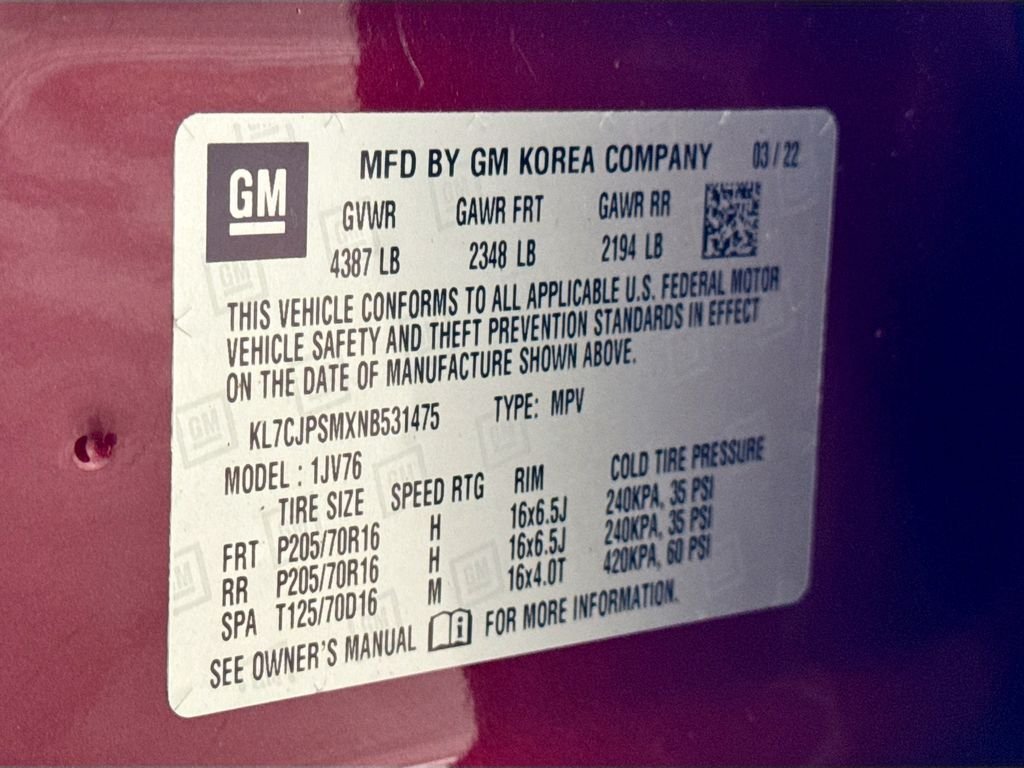 GM
MFD BY GM KOREA COMPANY 03/22
GVWR GAWR FRT GAWR RR
4387 LB 2348 LB 2194 LB
THIS VEHICLE CONFORMS TO ALL APPLICABLE U.S. FEDERAL MOTOR
VEHICLE SAFETY AND THEFT PREVENTION STANDARDS IN EFFECT
ON THE DATE OF MANUFACTURE SHOWN ABOVE.
KL7CJPSMXNB531475 TYPE: MPV
MODEL : 1JV76
TIRE SIZE SPEED RTG RIM COLD TIRE PRESSURE
FRT P205/70R16 H 16x6.5J 240KPA, 35 PSI
RR P205/70R16 H 16x6.5J 240KPA, 35 PSI
SPA T125/70D16 M 16x4.0T 420KPA, 60 PSI
SEE OWNER'S MANUAL i FOR MORE INFORMATION.